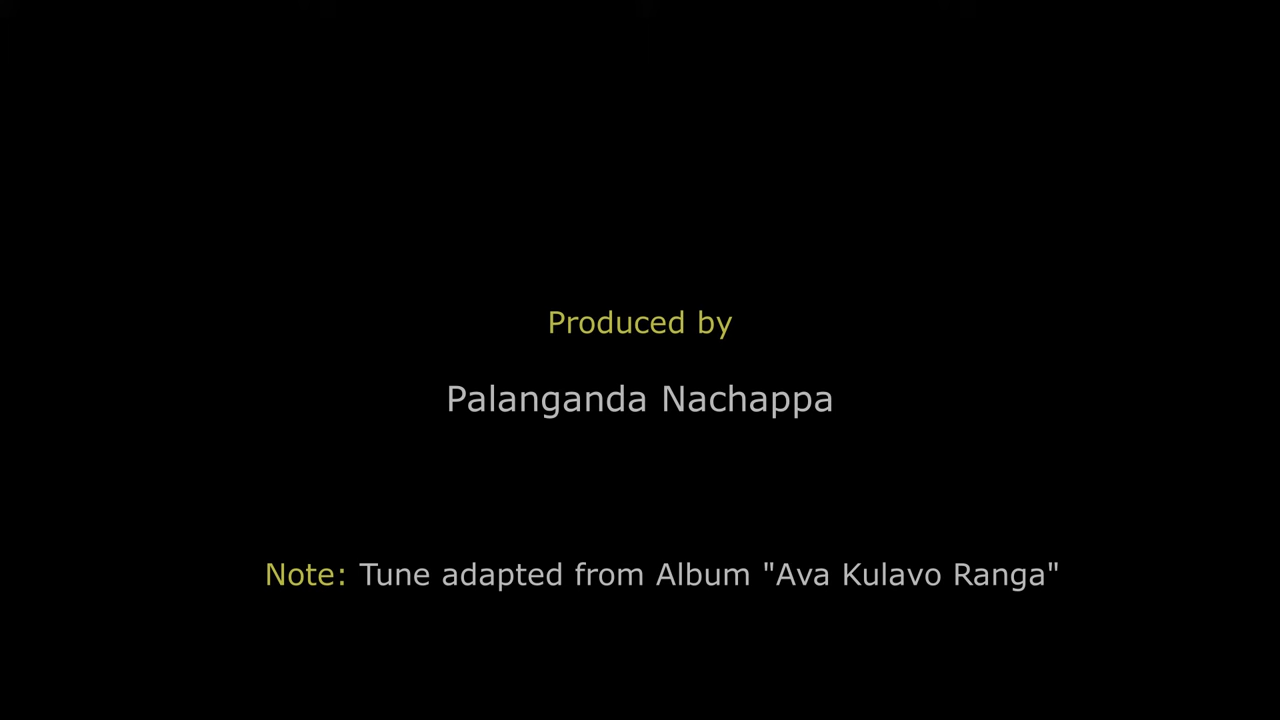 Produced by
Palanganda Nachappa
Note: Tune adapted from Album "Ava Kulavo Ranga"